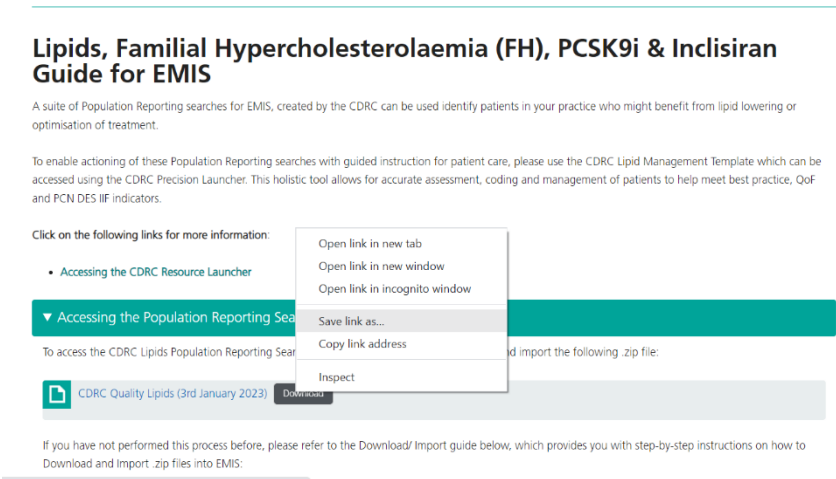 Lipids, Familial Hypercholesterolaemia (FH), PCSK9i & Inclisiran
Guide for EMIS
A suite of Population Reporting searches for EMIS, created by the CDRC can be used identify patients in your practice who might benefit from lipid lowering or
optimisation of treatment.
To enable actioning of these Population Reporting searches with guided instruction for patient care, please use the CDRC Lipid Management Template which can be
accessed using the CDRC Precision Launcher. This holistic tool allows for accurate assessment, coding and management of patients to help meet best practice, QoF
and PCN DES IIF indicators.
Click on the following links for more information:
• Accessing the CDRC Resource Launcher
Open link in new tab
Open link in new window
Open link in incognito window
Save link as...
Copy link address
Inspect
▼ Accessing the Population Reporting Sea
To access the CDRC Lipids Population Reporting Sear
d import the following .zip file:
CDRC Quality Lipids (3rd January 2023) Download
If you have not performed this process before, please refer to the Download/ Import guide below, which provides you with step-by-step instructions on how to
Download and Import .zip files into EMIS: